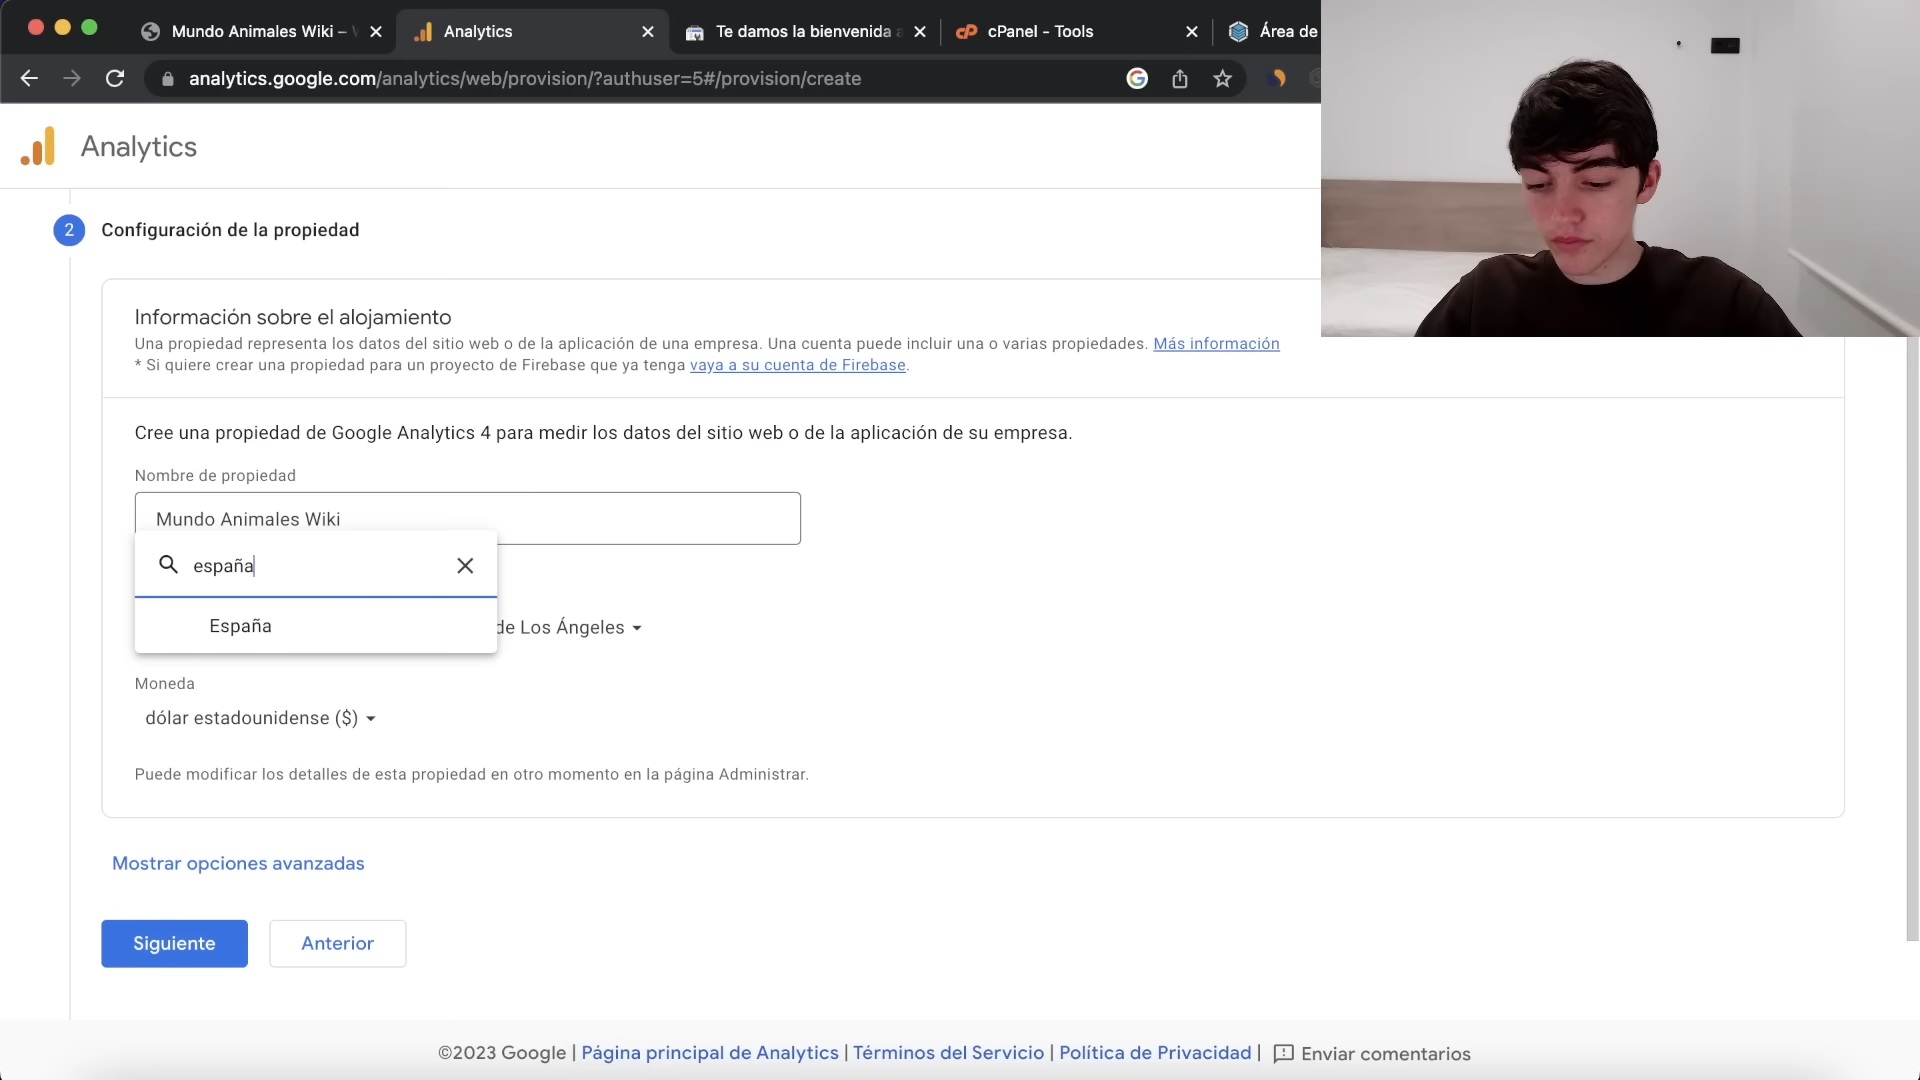 Mundo Animales Wiki –
Analytics
Te damos la bienvenida a
cPanel - Tools
Área de
analytics.google.com/analytics/web/provision/?authuser=5#/provision/create
Analytics
2 Configuración de la propiedad
Información sobre el alojamiento
Una propiedad representa los datos del sitio web o de la aplicación de una empresa. Una cuenta puede incluir una o varias propiedades. Más información
* Si quiere crear una propiedad para un proyecto de Firebase que ya tenga vaya a su cuenta de Firebase.
Cree una propiedad de Google Analytics 4 para medir los datos del sitio web o de la aplicación de su empresa.
Nombre de propiedad
Mundo Animales Wiki
españa
España
de Los Ángeles
Moneda
dólar estadounidense ($)
Puede modificar los detalles de esta propiedad en otro momento en la página Administrar.
Mostrar opciones avanzadas
Siguiente
Anterior
©2023 Google | Página principal de Analytics | Términos del Servicio | Política de Privacidad | Enviar comentarios